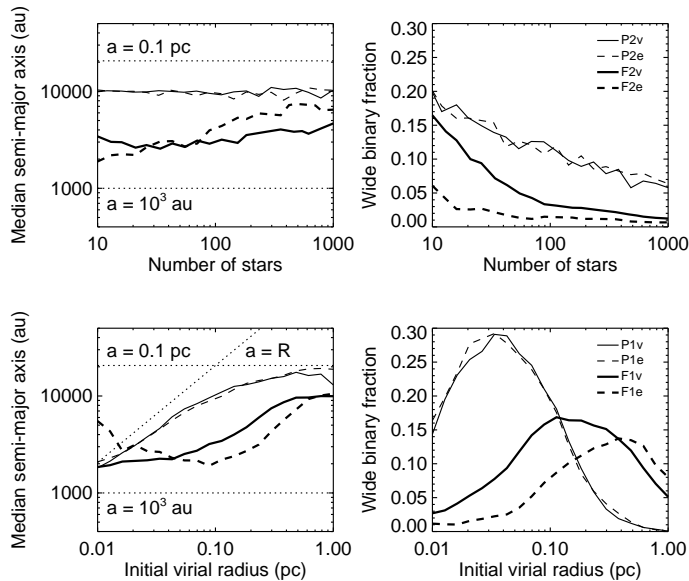 Median semi-major axis (au)
10000
1000
a = 0.1 pc
a = 10³ au
10 100 1000
Number of stars
Wide binary fraction
0.30
0.25
0.20
0.15
0.10
0.05
0.00
P2v
P2e
F2v
F2e
10 100 1000
Number of stars
Median semi-major axis (au)
10000
1000
a = 0.1 pc
a = R
a = 10³ au
0.01 0.10 1.00
Initial virial radius (pc)
Wide binary fraction
0.30
0.25
0.20
0.15
0.10
0.05
0.00
P1v
P1e
F1v
F1e
0.01 0.10 1.00
Initial virial radius (pc)